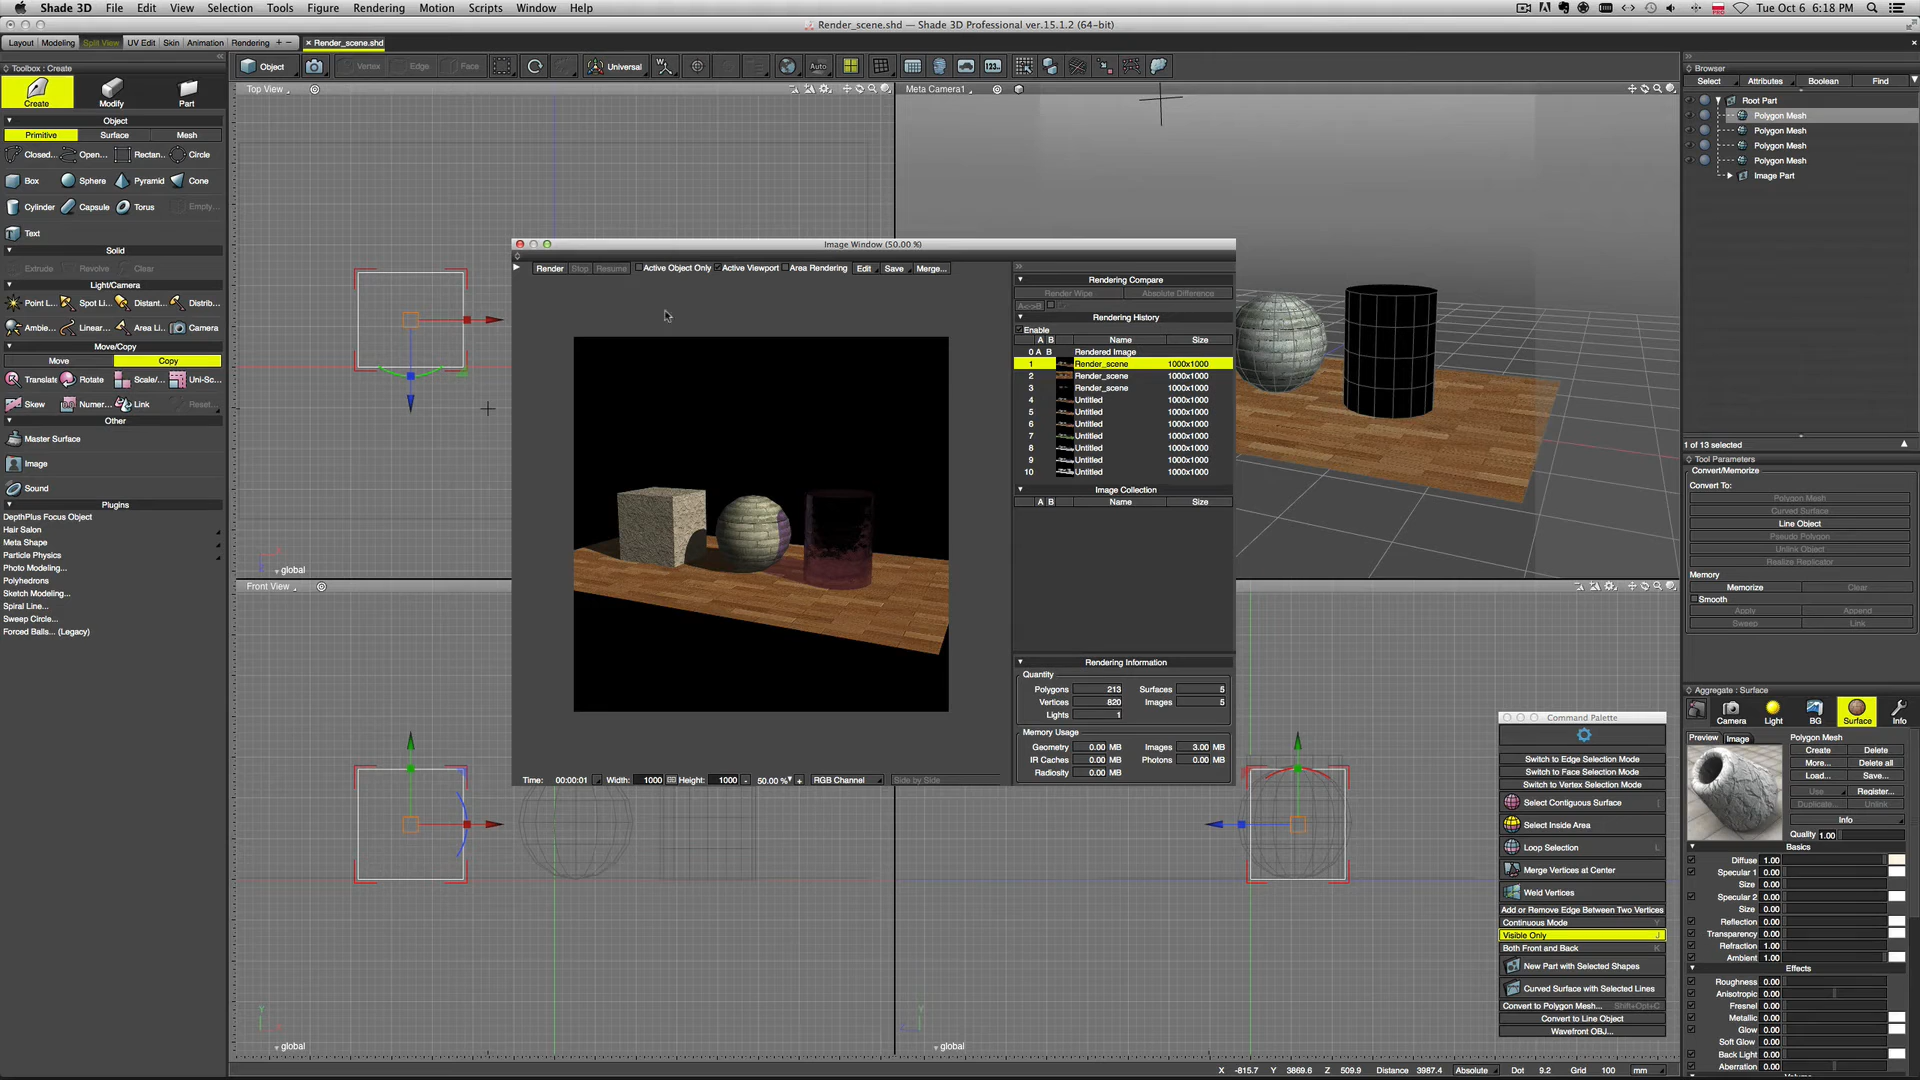 Shade 3D File Edit View Selection Tools Figure Rendering Motion Scripts Window Help Tue Oct 6 6:18 PM
Render_scene.shd — Shade 3D Professional ver.15.1.2 (64-bit)
Layout Modeling Split View UV Edit Skin Animation Rendering + − × Render_scene.shd
Toolbox : Create
Object Vertex Edge Face Universal Auto
Create Modify Part
Top View
Meta Camera1
Object
Primitive Surface Mesh
Closed... Open... Rectan... Circle
Box Sphere Pyramid Cone
Cylinder Capsule Torus Empty...
Text
Solid
Extrude Revolve Clear
Light/Camera
Point L... Spot Li... Distant... Distrib...
Ambie... Linear... Area Li... Camera
Move/Copy
Move Copy
Translate Rotate Scale/... Uni-Sc...
Skew Numer... Link Reset...
Other
Master Surface
Image
Sound
Plugins
DepthPlus Focus Object
Hair Salon
Meta Shape
Particle Physics
Photo Modeling...
Polyhedrons
Sketch Modeling...
Spiral Line...
Sweep Circle...
Forced Balls... (Legacy)
global
Front View
global
global
Image Window (50.00 %)
Render Stop Resume Active Object Only Active Viewport Area Rendering Edit Save Merge...
Rendering Compare
Render Wipe Absolute Difference
A<->B
Rendering History
Enable
A B Name Size
0 A B Rendered Image
1 Render_scene 1000x1000
2 Render_scene 1000x1000
3 Render_scene 1000x1000
4 Untitled 1000x1000
5 Untitled 1000x1000
6 Untitled 1000x1000
7 Untitled 1000x1000
8 Untitled 1000x1000
9 Untitled 1000x1000
10 Untitled 1000x1000
Image Collection
A B Name Size
Rendering Information
Quantity
Polygons 213 Surfaces 5
Vertices 820 Images 5
Lights 1
Memory Usage
Geometry 0.00 MB Images 3.00 MB
IR Caches 0.00 MB Photons 0.00 MB
Radiosity 0.00 MB
Time: 00:00:01 Width: 1000 Height: 1000 - 50.00 % + RGB Channel Side by Side
Browser
Select Attributes Boolean Find
Root Part
Polygon Mesh
Polygon Mesh
Polygon Mesh
Polygon Mesh
Image Part
1 of 13 selected
Tool Parameters
Convert/Memorize
Convert To:
Polygon Mesh
Curved Surface
Line Object
Pseudo Polygon
Unlink Object
Realize Replicator
Memory
Memorize Clear
Smooth
Apply Append
Sweep Link
Aggregate : Surface
Camera Light BG Surface Info
Preview Image Polygon Mesh
Create Delete
More... Delete all
Load... Save...
Use Register...
Duplicate... Unlink
Info
Quality 1.00
Basics
Diffuse 1.00
Specular 1 0.00
Size 0.00
Specular 2 0.00
Size 0.00
Reflection 0.00
Transparency 0.00
Refraction 1.00
Ambient 1.00
Effects
Roughness 0.00
Anisotropic 0.00
Fresnel 0.00
Metallic 0.00
Glow 0.00
Soft Glow 0.00
Back Light 0.00
Aberration 0.00
Command Palette
Switch to Edge Selection Mode
Switch to Face Selection Mode
Switch to Vertex Selection Mode
Select Contiguous Surface
Select Inside Area
Loop Selection L
Merge Vertices at Center
Weld Vertices
Add or Remove Edge Between Two Vertices
Continuous Mode Y
Visible Only J
Both Front and Back K
New Part with Selected Shapes
Curved Surface with Selected Lines
Convert to Polygon Mesh... Shift+Opt+C
Convert to Line Object
Wavefront OBJ...
X -815.7 Y 3869.6 Z 509.9 Distance 3987.4 Absolute Dot 9.2 Grid 100 mm